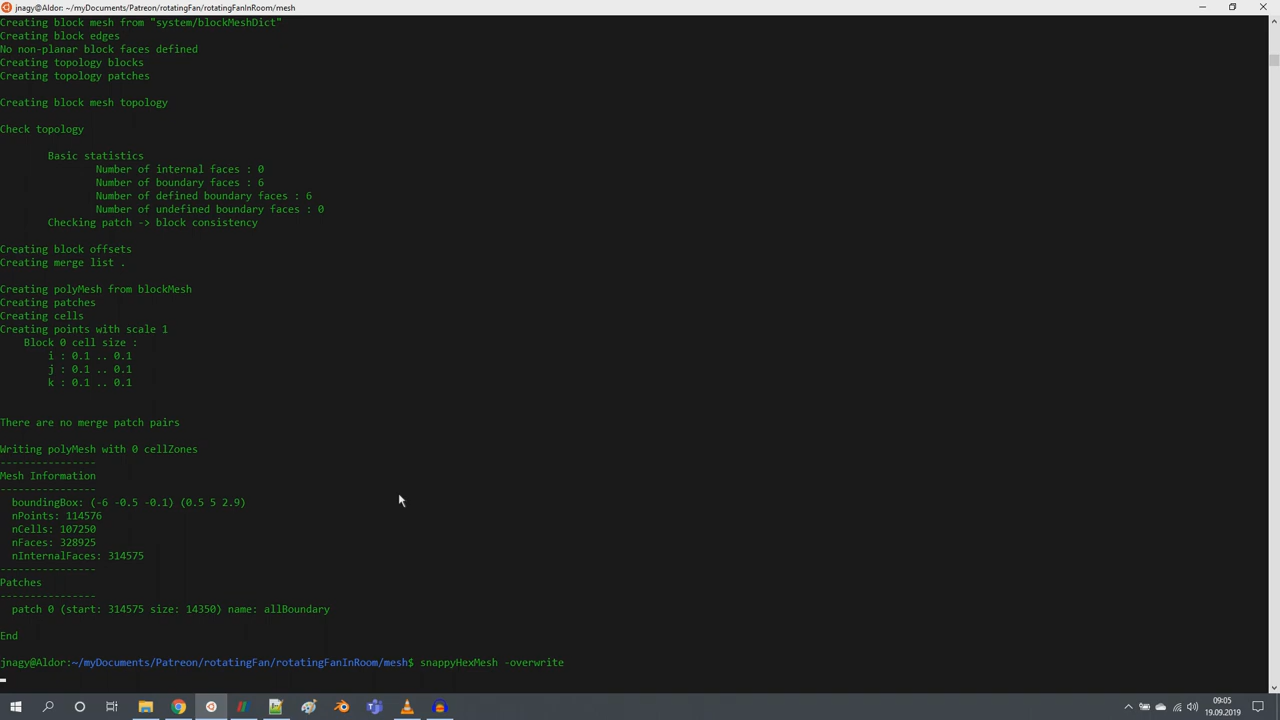 jnagy@Aldor: ~/myDocuments/Patreon/rotatingFan/rotatingFanInRoom/mesh
Creating block mesh from "system/blockMeshDict"
Creating block edges
No non-planar block faces defined
Creating topology blocks
Creating topology patches
Creating block mesh topology
Check topology
Basic statistics
Number of internal faces : 0
Number of boundary faces : 6
Number of defined boundary faces : 6
Number of undefined boundary faces : 0
Checking patch -> block consistency
Creating block offsets
Creating merge list .
Creating polyMesh from blockMesh
Creating patches
Creating cells
Creating points with scale 1
Block 0 cell size :
i : 0.1 .. 0.1
j : 0.1 .. 0.1
k : 0.1 .. 0.1
There are no merge patch pairs
Writing polyMesh with 0 cellZones
----------------
Mesh Information
----------------
boundingBox: (-6 -0.5 -0.1) (0.5 5 2.9)
nPoints: 114576
nCells: 107250
nFaces: 328925
nInternalFaces: 314575
----------------
Patches
----------------
patch 0 (start: 314575 size: 14350) name: allBoundary
End
jnagy@Aldor:~/myDocuments/Patreon/rotatingFan/rotatingFanInRoom/mesh$ snappyHexMesh -overwrite
09:05
19.09.2019